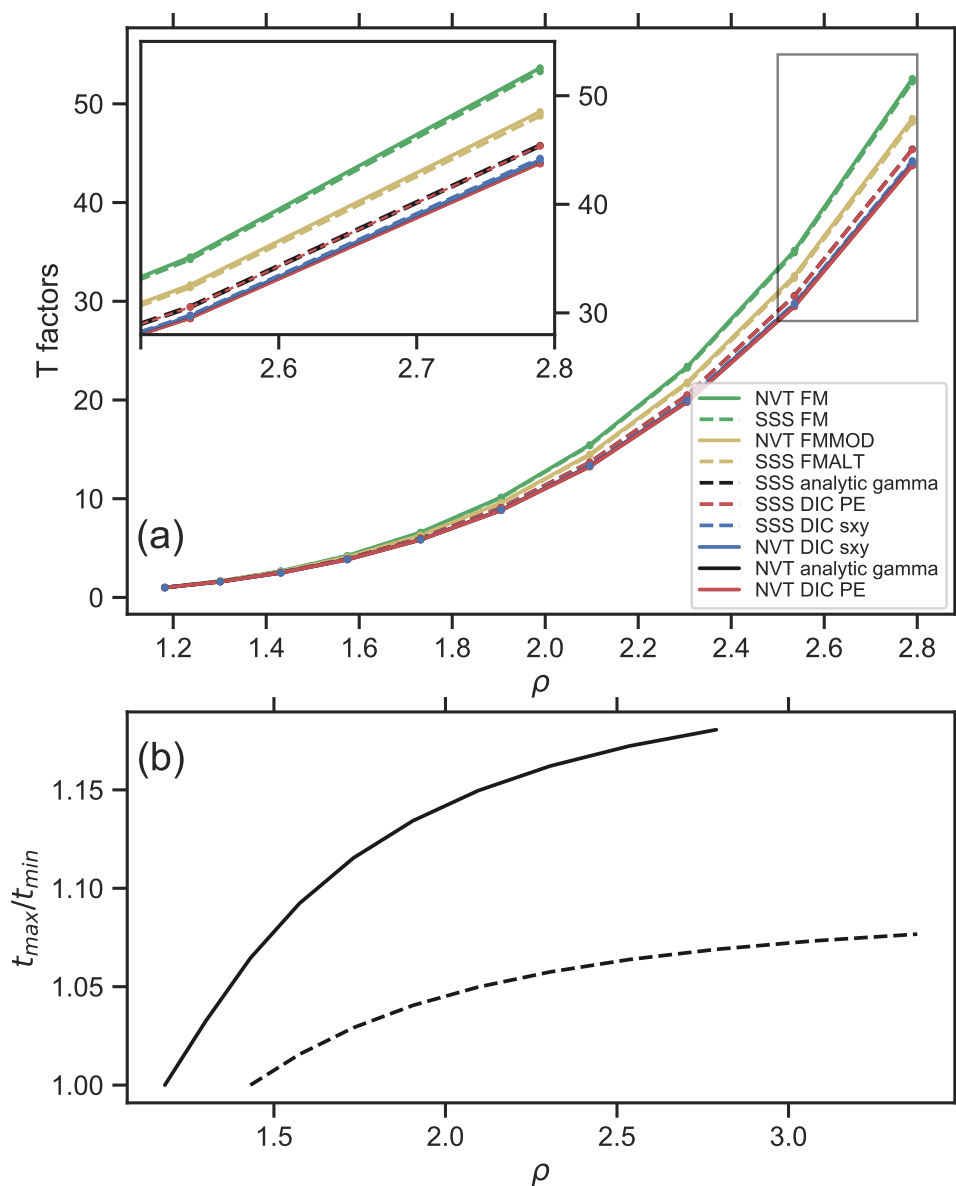 50
40
30
20
10
0
T factors
50
40
30
2.6
2.7
2.8
(a)
NVT FM
SSS FM
NVT FMMOD
SSS FMALT
SSS analytic gamma
SSS DIC PE
SSS DIC sxy
NVT DIC sxy
NVT analytic gamma
NVT DIC PE
1.2 1.4 1.6 1.8 2.0 2.2 2.4 2.6 2.8
ρ
(b)
1.15
1.10
1.05
1.00
t_max/t_min
1.5 2.0 2.5 3.0
ρ